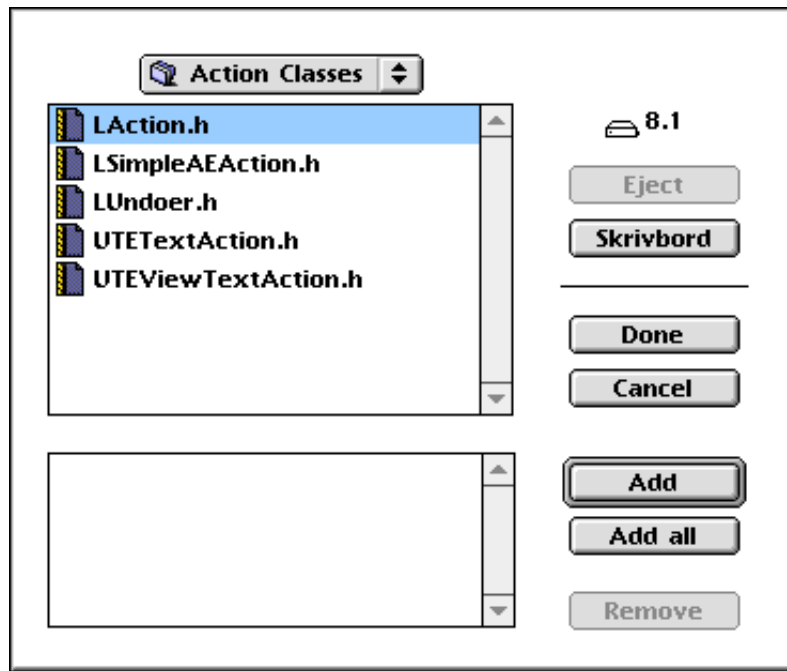 Action Classes
LAction.h
LSimpleAEAction.h
LUndoer.h
UTETextAction.h
UTEViewTextAction.h
8.1
Eject
Skrivbord
Done
Cancel
Add
Add all
Remove